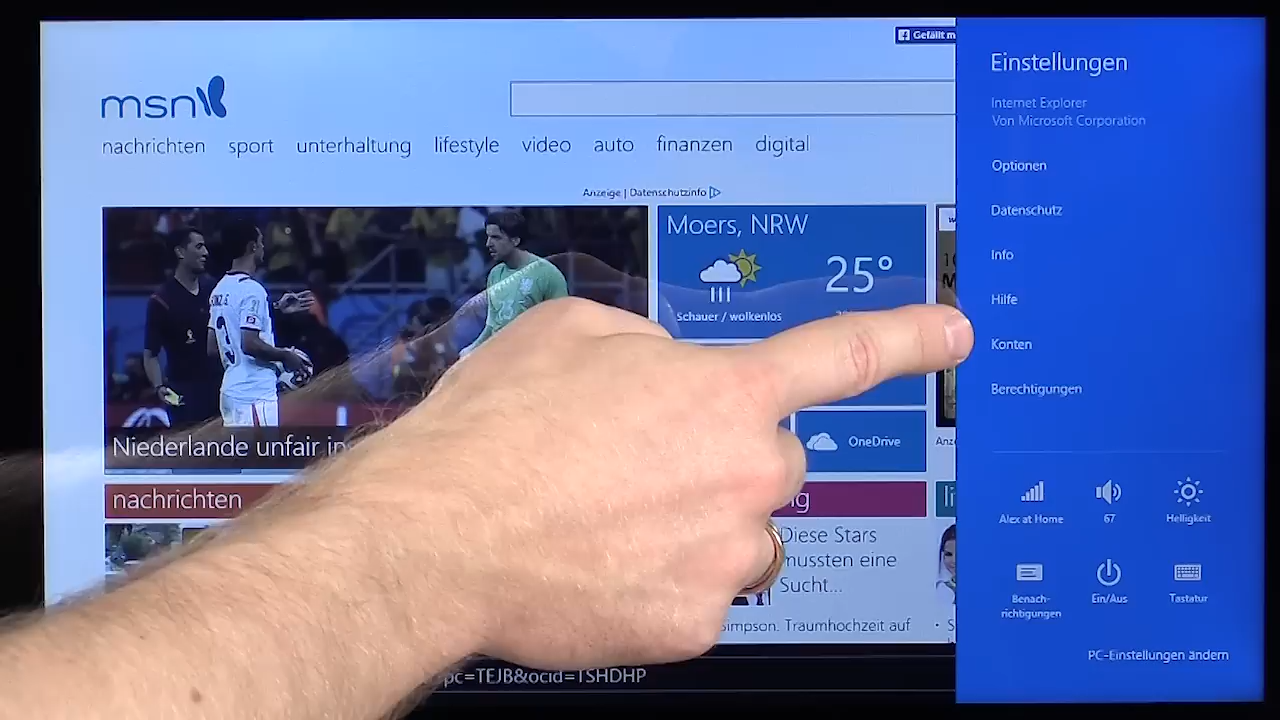 Gefällt m
msn
nachrichten sport unterhaltung lifestyle video auto finanzen digital
Anzeige | Datenschutzinfo
Moers, NRW
25°
Schauer / wolkenlos
Niederlande unfair in
OneDrive
nachrichten
Diese Stars
mussten eine
Sucht...
Simpson. Traumhochzeit auf
pc=TEJB&ocid=TSHDHP
Einstellungen
Internet Explorer
Von Microsoft Corporation
Optionen
Datenschutz
Info
Hilfe
Konten
Berechtigungen
Alex at Home
67
Helligkeit
Benach-
richtigungen
Ein/Aus
Tastatur
PC-Einstellungen ändern